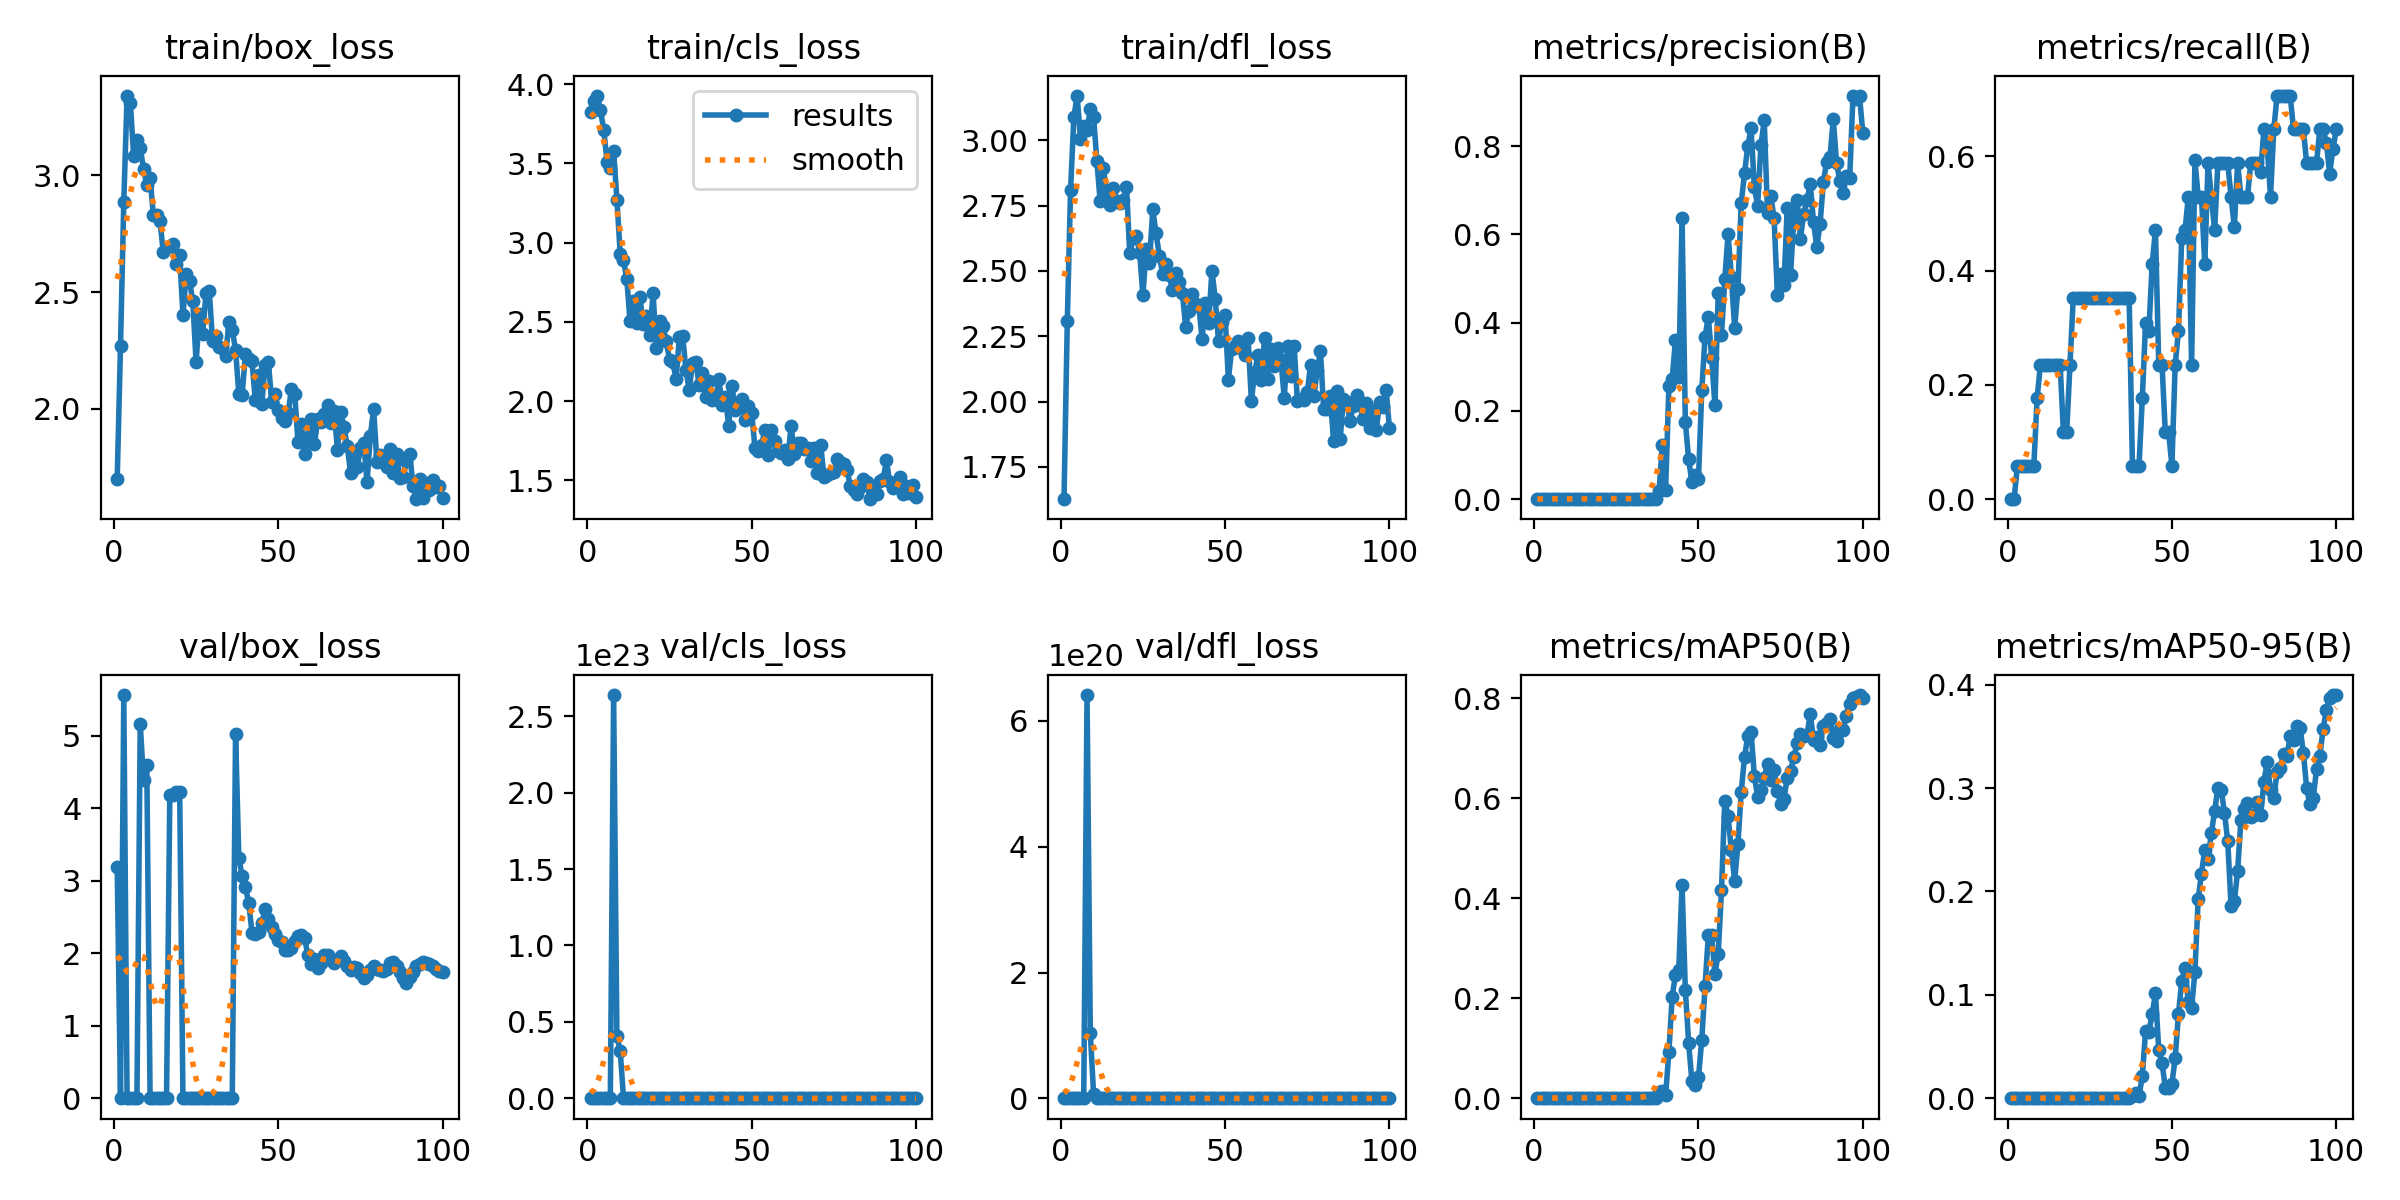 train/box_loss
3.0
2.5
2.0
0 50 100
train/cls_loss
4.0
3.5
3.0
2.5
2.0
1.5
results
smooth
0 50 100
train/dfl_loss
3.00
2.75
2.50
2.25
2.00
1.75
0 50 100
metrics/precision(B)
0.8
0.6
0.4
0.2
0.0
0 50 100
metrics/recall(B)
0.6
0.4
0.2
0.0
0 50 100
val/box_loss
5
4
3
2
1
0
0 50 100
1e23 val/cls_loss
2.5
2.0
1.5
1.0
0.5
0.0
0 50 100
1e20 val/dfl_loss
6
4
2
0
0 50 100
metrics/mAP50(B)
0.8
0.6
0.4
0.2
0.0
0 50 100
metrics/mAP50-95(B)
0.4
0.3
0.2
0.1
0.0
0 50 100